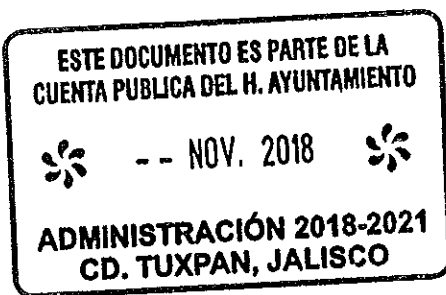 ESTE DOCUMENTO ES PARTE DE LA
CUENTA PUBLICA DEL H. AYUNTAMIENTO
-- NOV. 2018
ADMINISTRACIÓN 2018-2021
CD. TUXPAN, JALISCO